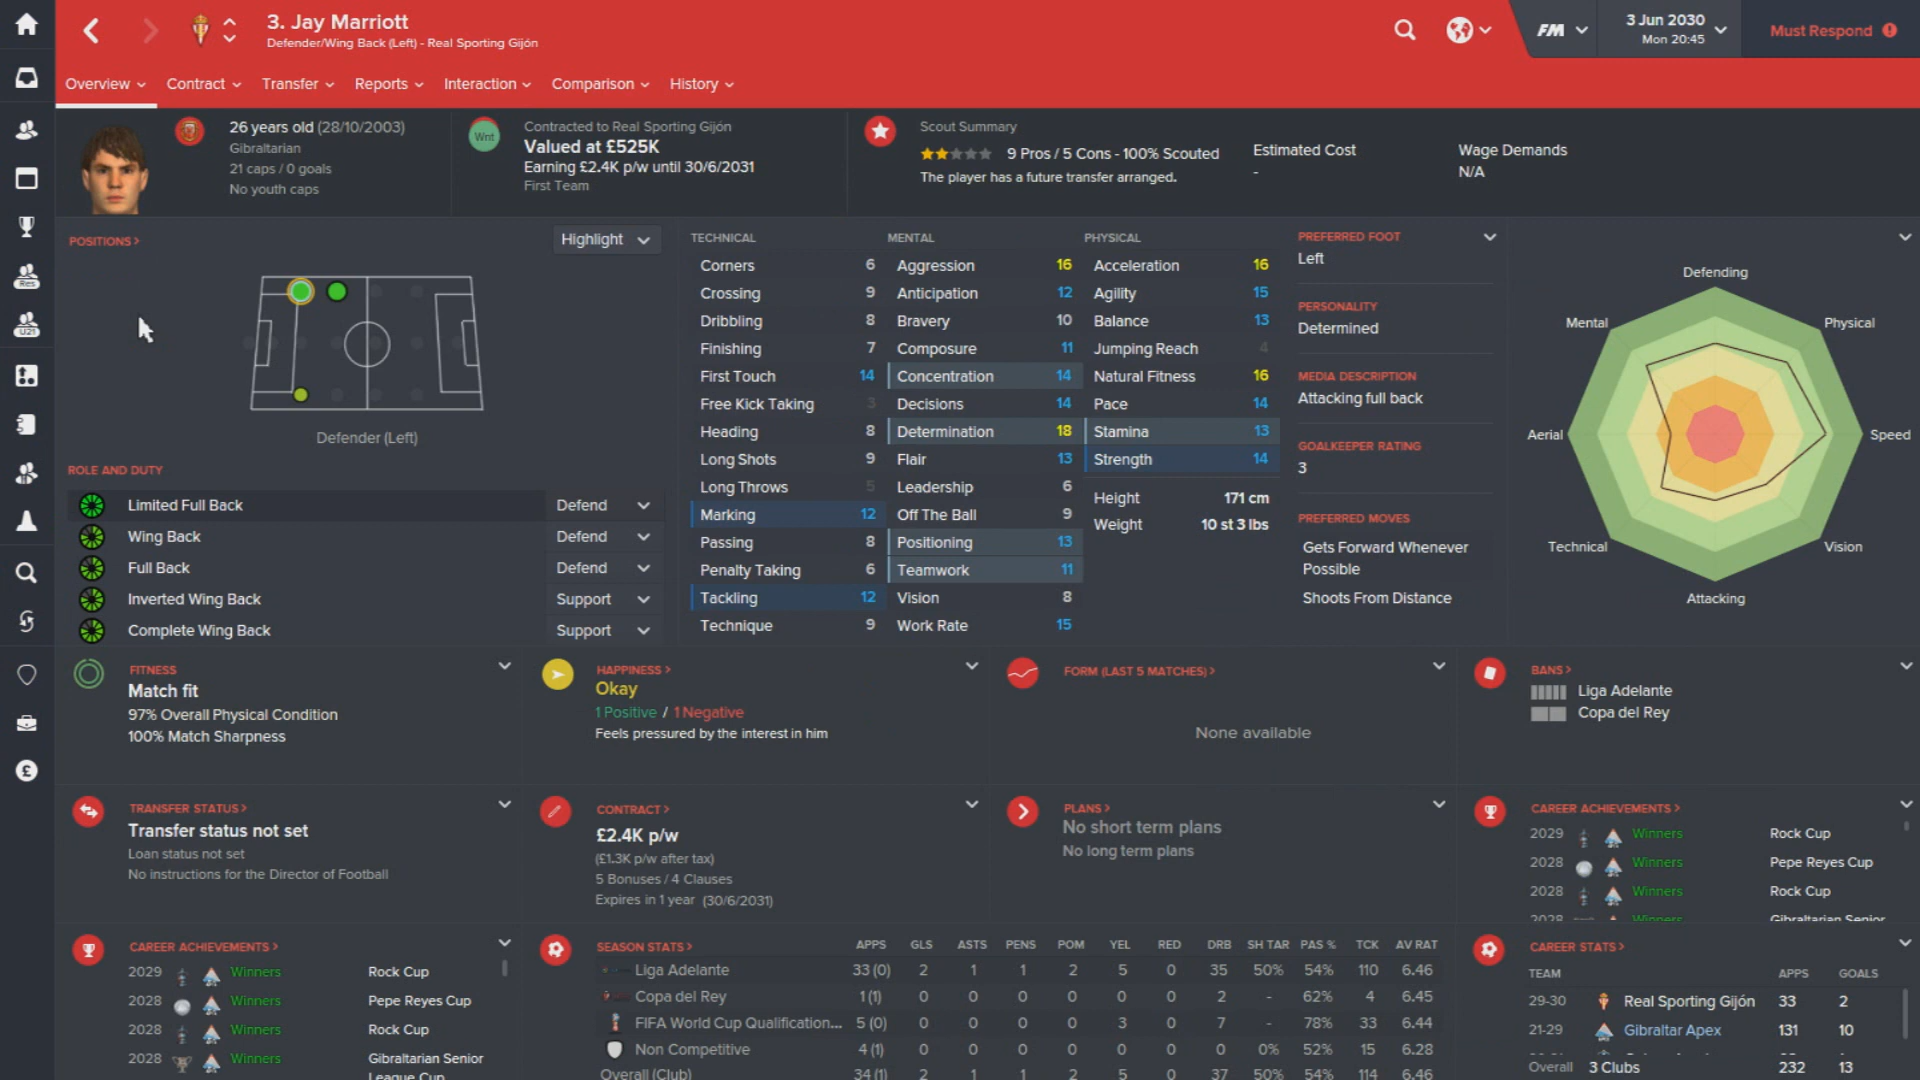 3. Jay Marriott
Defender/Wing Back (Left) - Real Sporting Gijón
FM
3 Jun 2030
Mon 20:45
Must Respond
Overview
Contract
Transfer
Reports
Interaction
Comparison
History
26 years old (28/10/2003)
Gibraltarian
21 caps / 0 goals
No youth caps
Wnt
Contracted to Real Sporting Gijón
Valued at £525K
Earning £2.4K p/w until 30/6/2031
First Team
Scout Summary
9 Pros / 5 Cons - 100% Scouted
The player has a future transfer arranged.
Estimated Cost
-
Wage Demands
N/A
Res
U21
POSITIONS >
Highlight
Defender (Left)
ROLE AND DUTY
Limited Full Back Defend
Wing Back Defend
Full Back Defend
Inverted Wing Back Support
Complete Wing Back Support
TECHNICAL
Corners 6
Crossing 9
Dribbling 8
Finishing 7
First Touch 14
Free Kick Taking 3
Heading 8
Long Shots 9
Long Throws 5
Marking 12
Passing 8
Penalty Taking 6
Tackling 12
Technique 9
MENTAL
Aggression 16
Anticipation 12
Bravery 10
Composure 11
Concentration 14
Decisions 14
Determination 18
Flair 13
Leadership 6
Off The Ball 9
Positioning 13
Teamwork 11
Vision 8
Work Rate 15
PHYSICAL
Acceleration 16
Agility 15
Balance 13
Jumping Reach 4
Natural Fitness 16
Pace 14
Stamina 13
Strength 14
Height 171 cm
Weight 10 st 3 lbs
PREFERRED FOOT
Left
PERSONALITY
Determined
MEDIA DESCRIPTION
Attacking full back
GOALKEEPER RATING
3
PREFERRED MOVES
Gets Forward Whenever
Possible
Shoots From Distance
Defending
Physical
Speed
Vision
Attacking
Technical
Aerial
Mental
FITNESS
Match fit
97% Overall Physical Condition
100% Match Sharpness
HAPPINESS >
Okay
1 Positive / 1 Negative
Feels pressured by the interest in him
FORM (LAST 5 MATCHES) >
None available
BANS >
Liga Adelante
Copa del Rey
TRANSFER STATUS >
Transfer status not set
Loan status not set
No instructions for the Director of Football
CONTRACT >
£2.4K p/w
(£1.3K p/w after tax)
5 Bonuses / 4 Clauses
Expires in 1 year (30/6/2031)
PLANS >
No short term plans
No long term plans
CAREER ACHIEVEMENTS >
2029 Winners Rock Cup
2028 Winners Pepe Reyes Cup
2028 Winners Rock Cup
2028 Winners Gibraltarian Senior
CAREER ACHIEVEMENTS >
2029 Winners Rock Cup
2028 Winners Pepe Reyes Cup
2028 Winners Rock Cup
2028 Winners Gibraltarian Senior
League Cup
SEASON STATS > APPS GLS ASTS PENS POM YEL RED DRB SH TAR PAS % TCK AV RAT
Liga Adelante 33 (0) 2 1 1 2 5 0 35 50% 54% 110 6.46
Copa del Rey 1 (1) 0 0 0 0 0 0 2 - 62% 4 6.45
FIFA World Cup Qualification... 5 (0) 0 0 0 0 3 0 7 - 78% 33 6.44
Non Competitive 4 (1) 0 0 0 0 0 0 0 0% 52% 15 6.28
Overall (Club) 34 (1) 2 1 1 2 5 0 37 50% 54% 114 6.46
CAREER STATS >
TEAM APPS GOALS
29-30 Real Sporting Gijón 33 2
21-29 Gibraltar Apex 131 10
Overall 3 Clubs 232 13